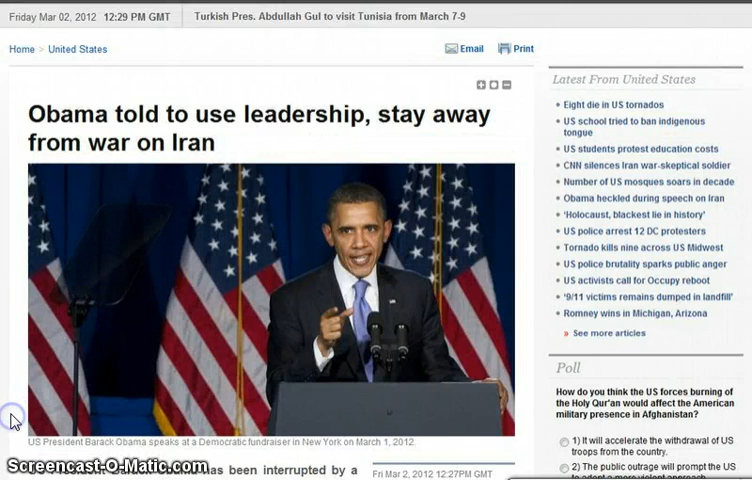 Friday Mar 02, 2012 12:29 PM GMT
Turkish Pres. Abdullah Gul to visit Tunisia from March 7-9
Home > United States
Email
Print
Obama told to use leadership, stay away
from war on Iran
US President Barack Obama speaks at a Democratic fundraiser in New York on March 1, 2012.
US President Barack Obama has been interrupted by a
Fri Mar 2, 2012 12:27PM GMT
Latest From United States
Eight die in US tornados
US school tried to ban indigenous
tongue
US students protest education costs
CNN silences Iran war-skeptical soldier
Number of US mosques soars in decade
Obama heckled during speech on Iran
'Holocaust, blackest lie in history'
US police arrest 12 DC protesters
Tornado kills nine across US Midwest
US police brutality sparks public anger
US activists call for Occupy reboot
'9/11 victims remains dumped in landfill'
Romney wins in Michigan, Arizona
» See more articles
Poll
How do you think the US forces burning of
the Holy Qur'an would affect the American
military presence in Afghanistan?
1) It will accelerate the withdrawal of US
troops from the country.
2) The public outrage will prompt the US
to adopt a more violent approach
Screencast-O-Matic.com